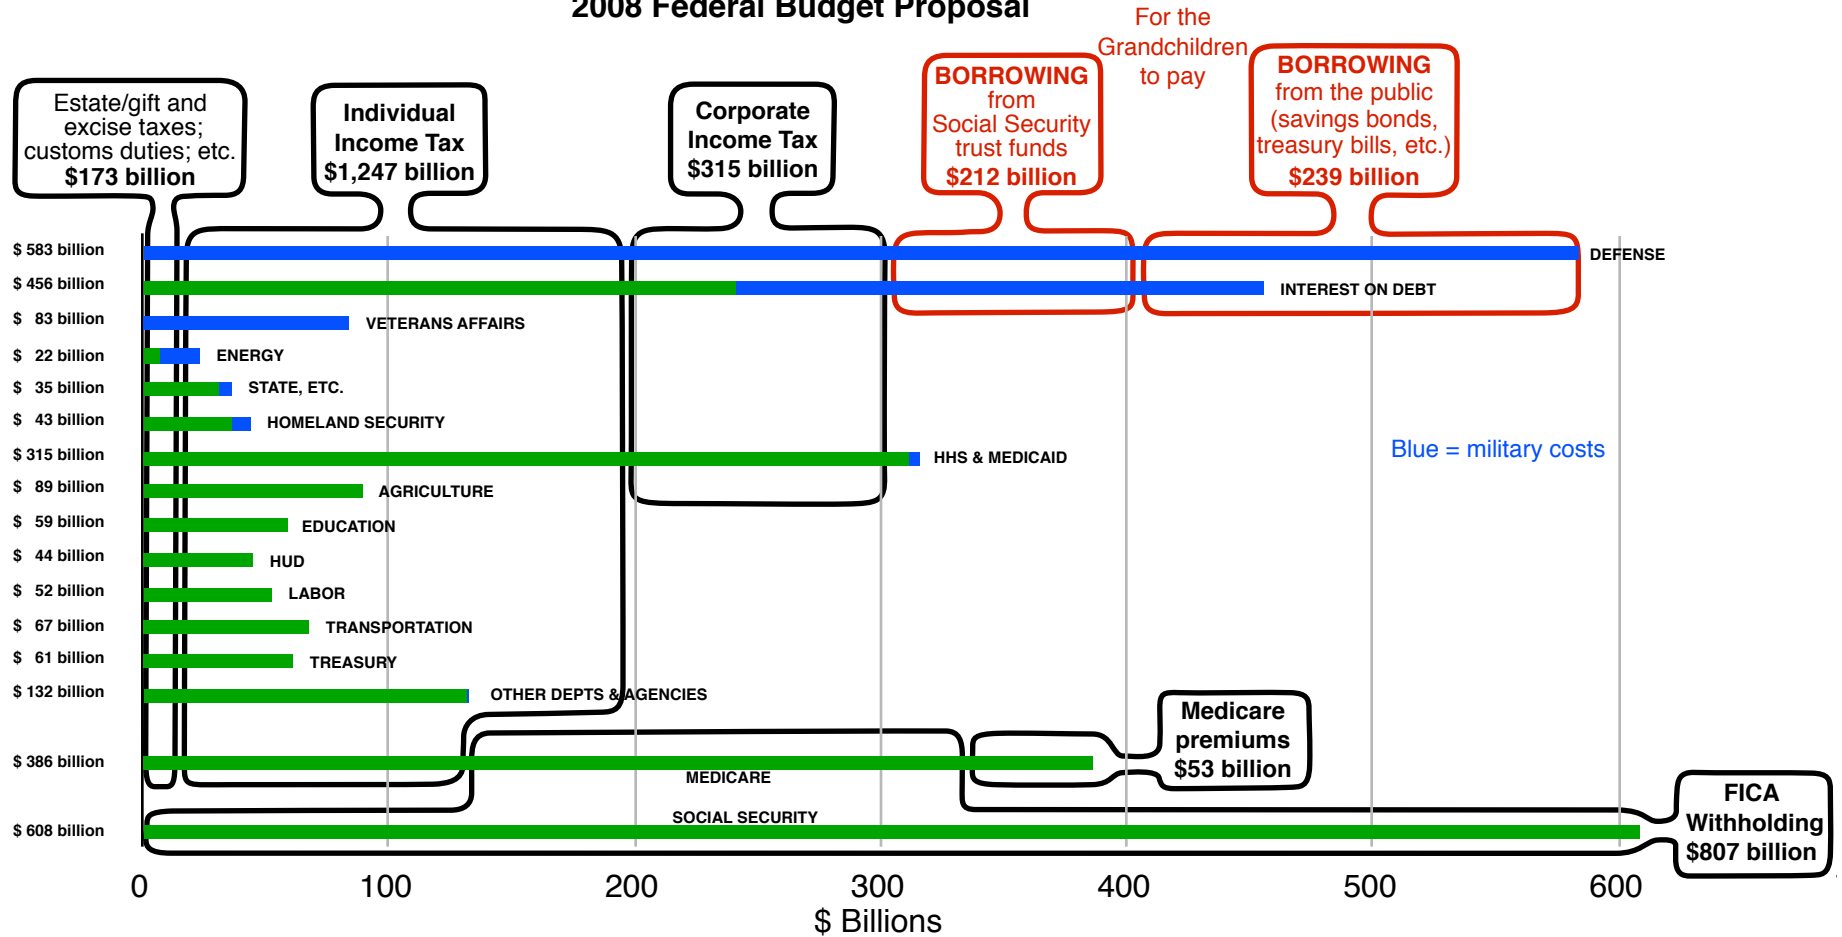 2008 Federal Budget Proposal
For the
Grandchildren
to pay
Estate/gift and
excise taxes;
customs duties; etc.
$173 billion
Individual
Income Tax
$1,247 billion
Corporate
Income Tax
$315 billion
BORROWING
from
Social Security
trust funds
$212 billion
BORROWING
from the public
(savings bonds,
treasury bills, etc.)
$239 billion
$ 583 billion DEFENSE
$ 456 billion INTEREST ON DEBT
$ 83 billion VETERANS AFFAIRS
$ 22 billion ENERGY
$ 35 billion STATE, ETC.
$ 43 billion HOMELAND SECURITY
Blue = military costs
$ 315 billion HHS & MEDICAID
$ 89 billion AGRICULTURE
$ 59 billion EDUCATION
$ 44 billion HUD
$ 52 billion LABOR
$ 67 billion TRANSPORTATION
$ 61 billion TREASURY
$ 132 billion OTHER DEPTS & AGENCIES
Medicare
premiums
$53 billion
$ 386 billion MEDICARE
$ 608 billion SOCIAL SECURITY
FICA
Withholding
$807 billion
0 100 200 300 400 500 600
$ Billions